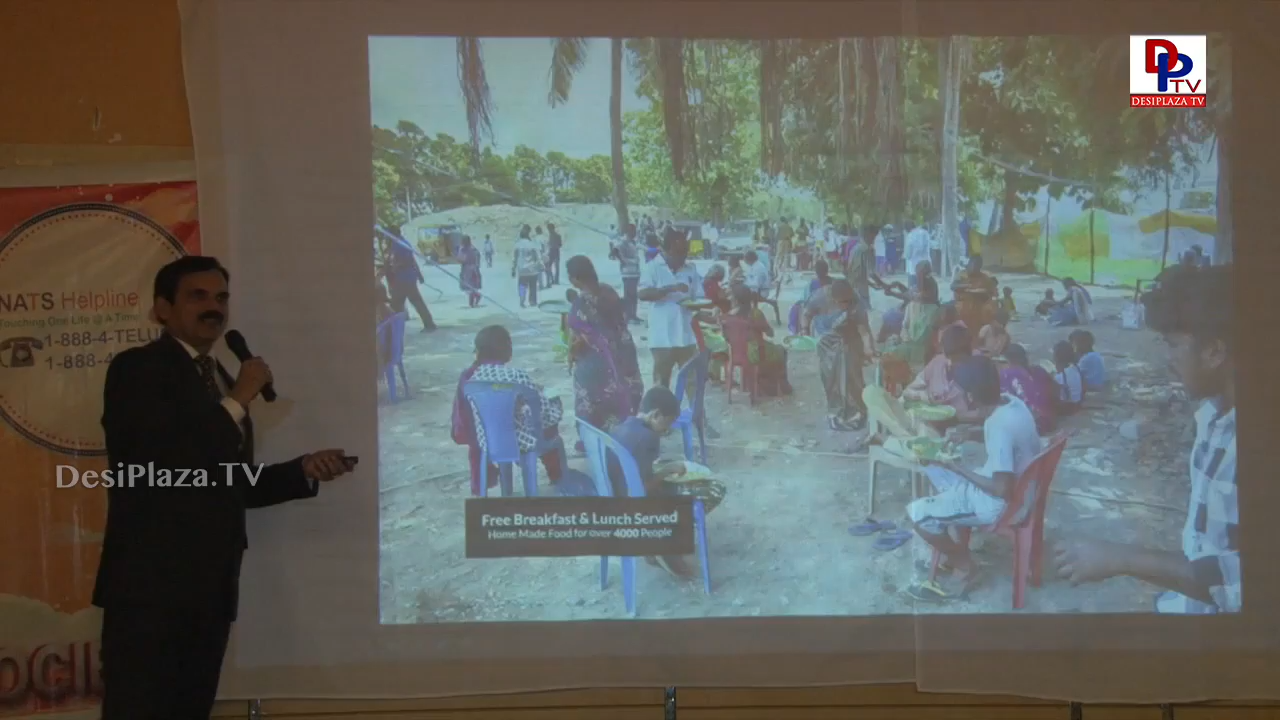 DPTV
DESIPLAZA TV
NATS Helpline
Touching One Life @ A Time
1-888-4-TELU
1-888-4
DesiPlaza.TV
Free Breakfast & Lunch Served
Home Made Food for over 4000 People